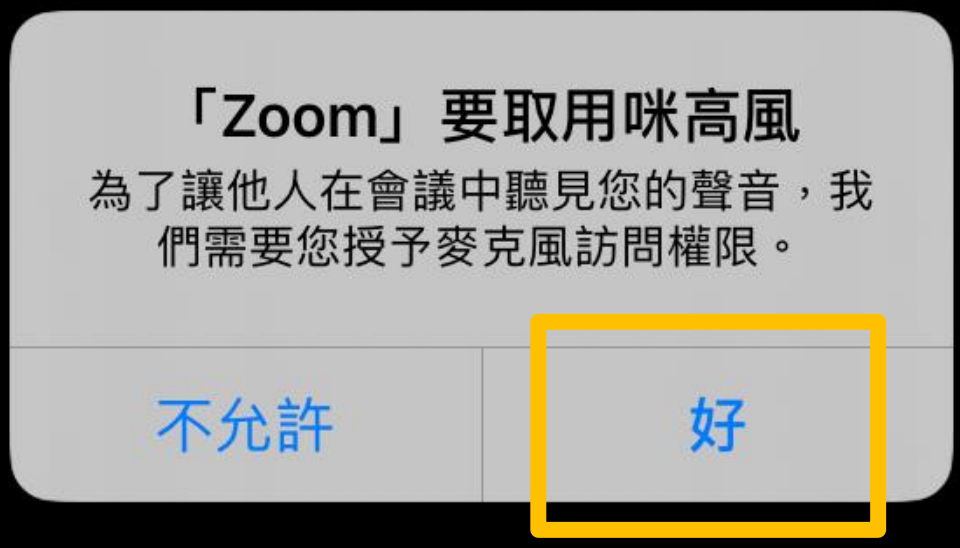 「Zoom」要取用咪高風
為了讓他人在會議中聽見您的聲音，我
們需要您授予麥克風訪問權限。
不允許
好